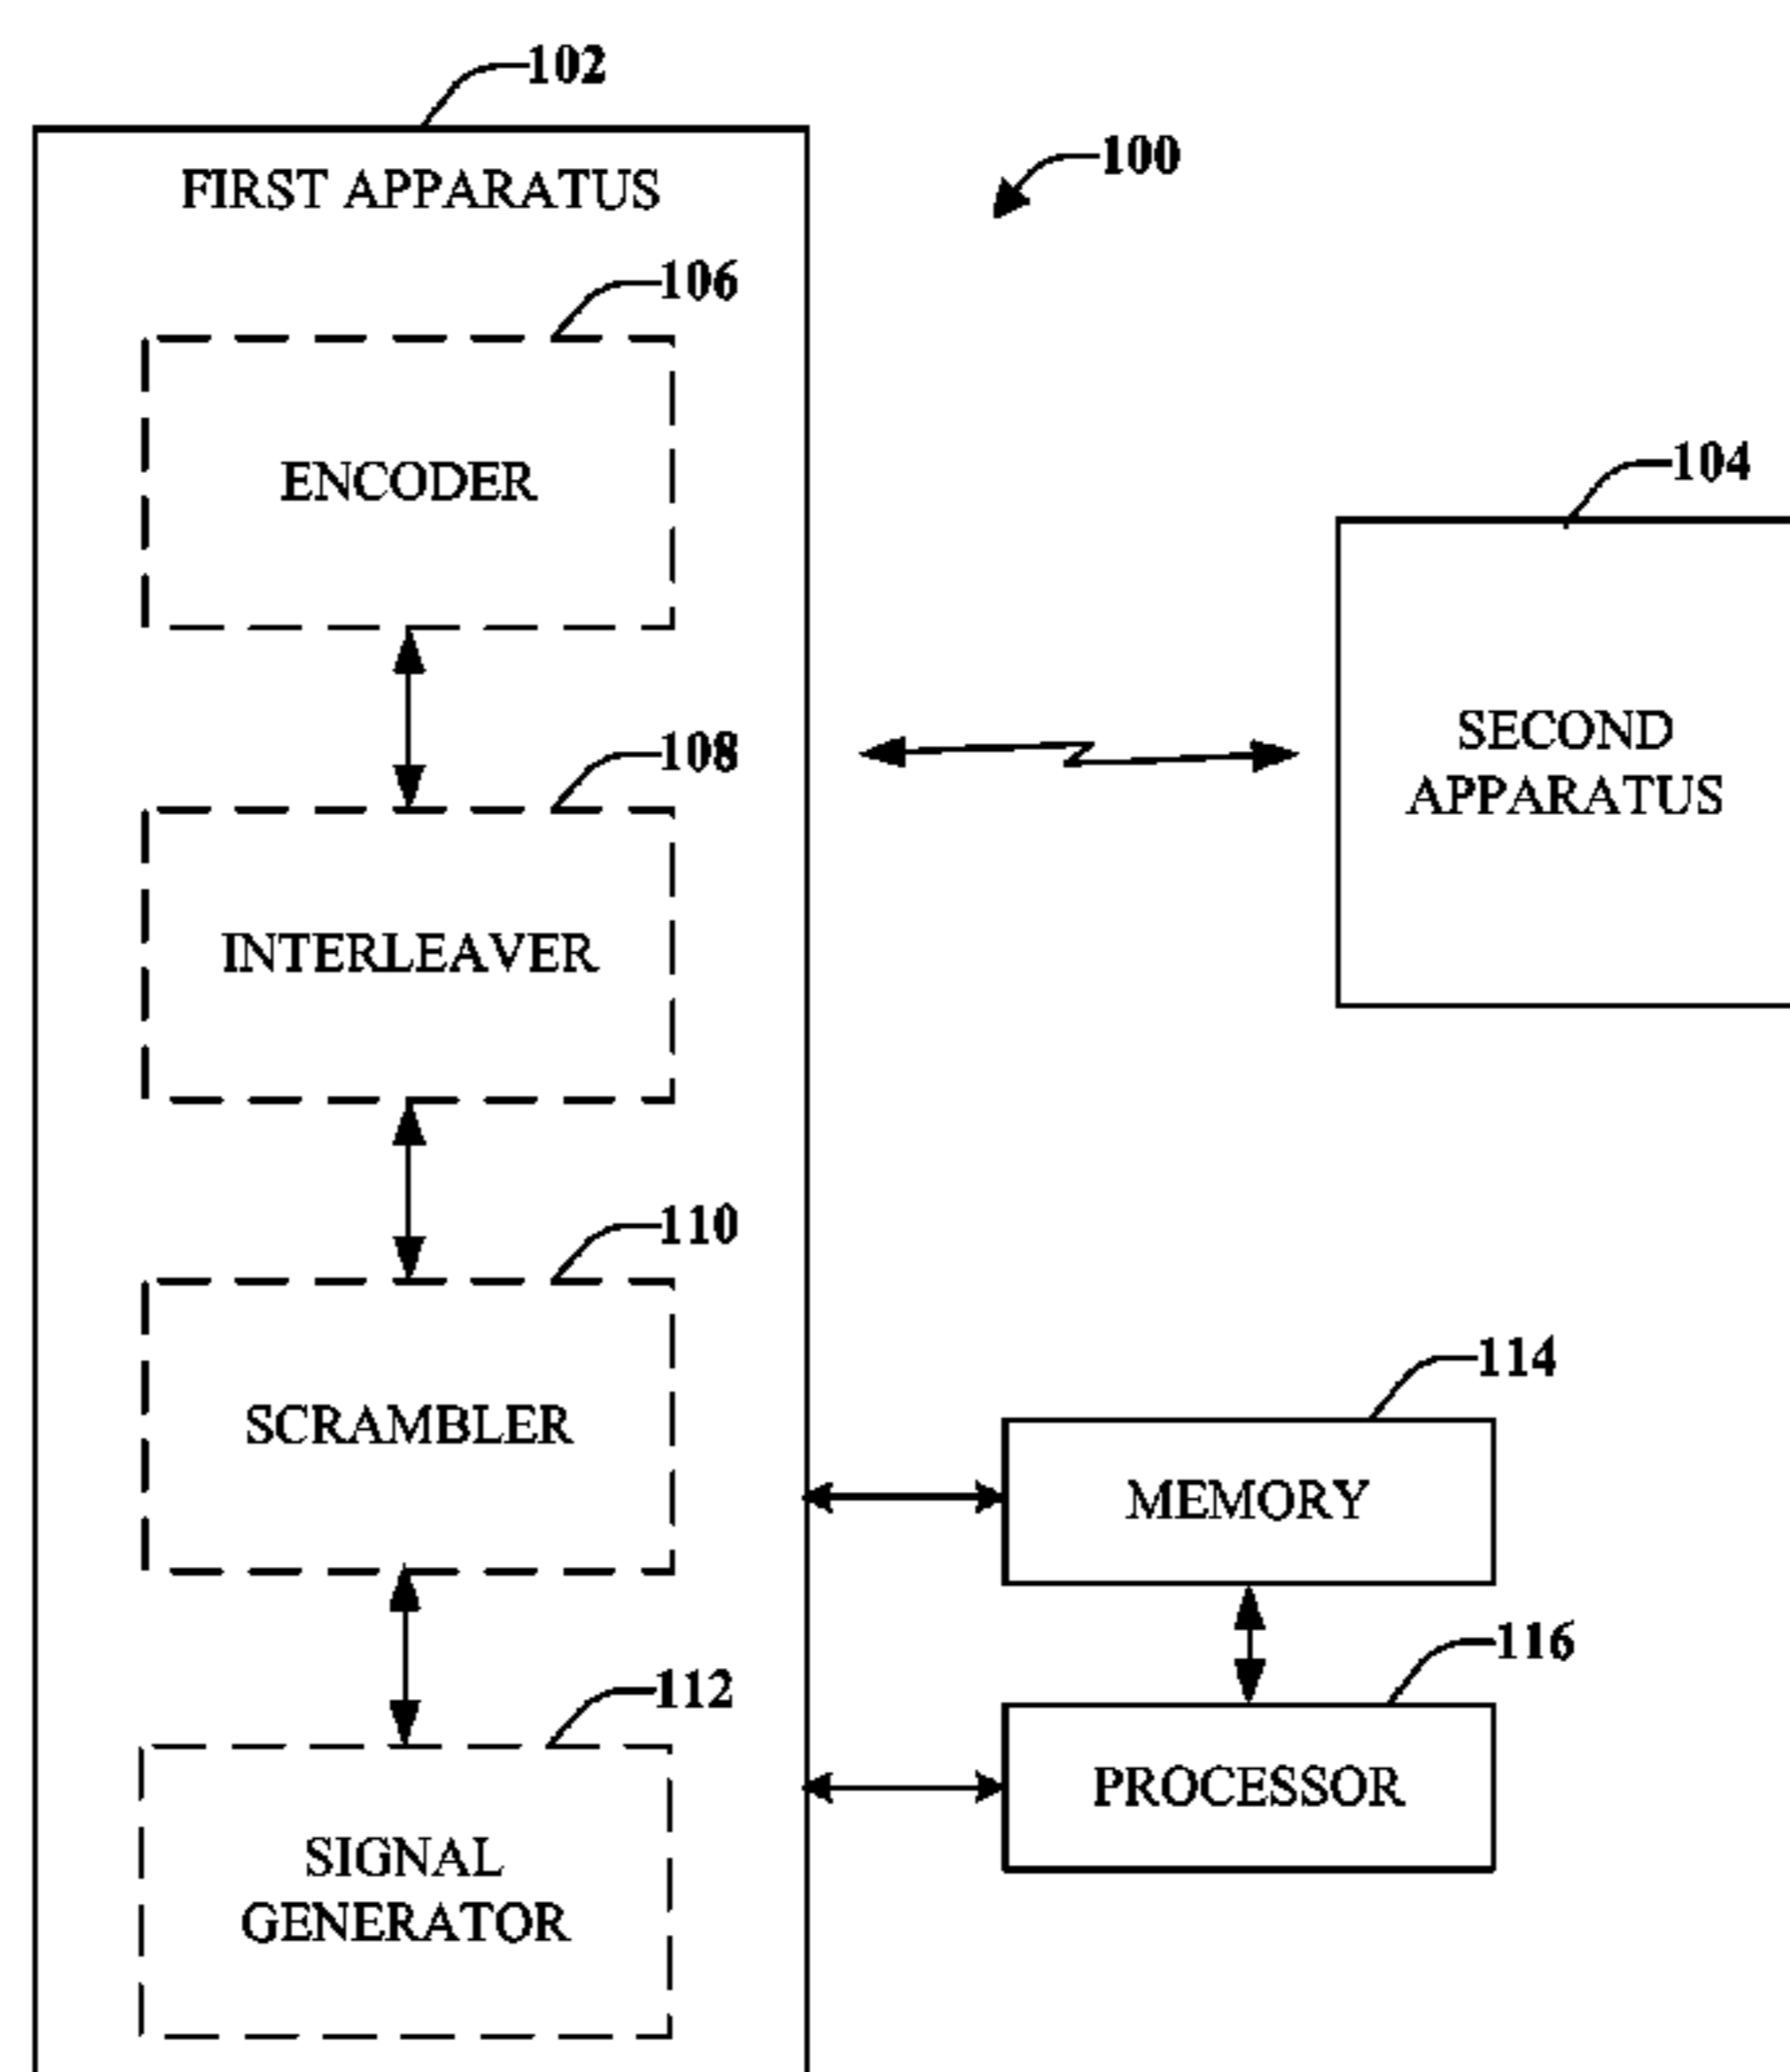 102
FIRST APPARATUS
100
106
ENCODER
104
SECOND
APPARATUS
108
INTERLEAVER
110
SCRAMBLER
114
MEMORY
116
PROCESSOR
112
SIGNAL
GENERATOR